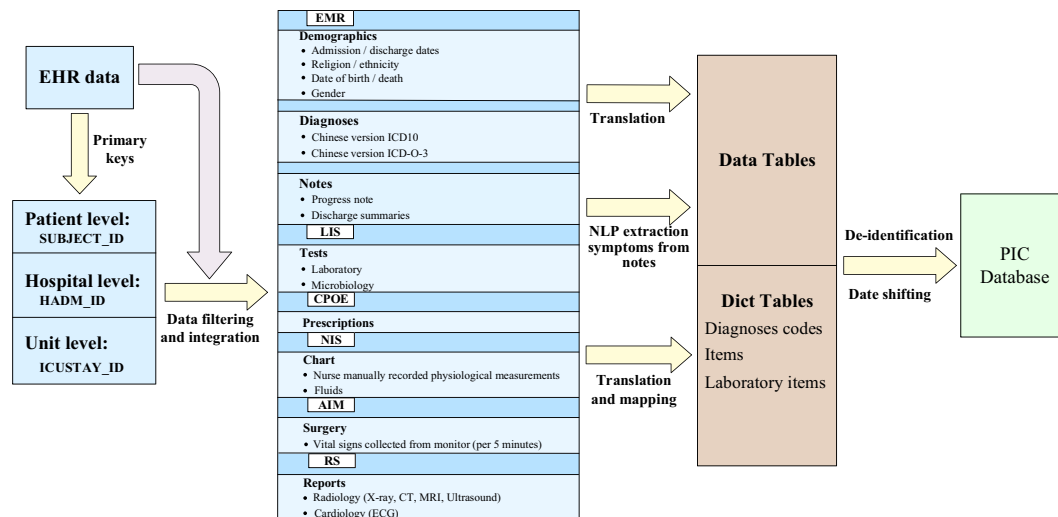 EHR data
Primary
keys
Patient level:
SUBJECT_ID
Hospital level:
HADM_ID
Unit level:
ICUSTAY_ID
Data filtering
and integration
EMR
Demographics
• Admission / discharge dates
• Religion / ethnicity
• Date of birth / death
• Gender
Diagnoses
• Chinese version ICD10
• Chinese version ICD-O-3
Notes
• Progress note
• Discharge summaries
LIS
Tests
• Laboratory
• Microbiology
CPOE
Prescriptions
NIS
Chart
• Nurse manually recorded physiological measurements
• Fluids
AIM
Surgery
• Vital signs collected from monitor (per 5 minutes)
RS
Reports
• Radiology (X-ray, CT, MRI, Ultrasound)
• Cardiology (ECG)
Translation
NLP extraction
symptoms from
notes
Translation
and mapping
Data Tables
Dict Tables
Diagnoses codes
Items
Laboratory items
De-identification
Date shifting
PIC
Database